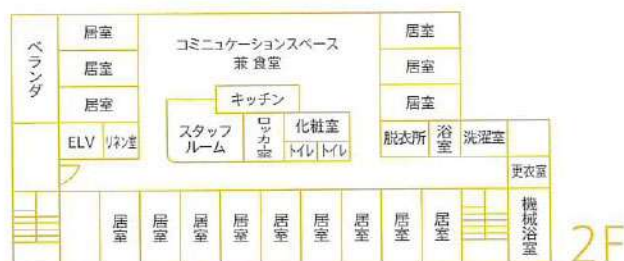 ベランダ
居室
居室
居室
コミニュケーションスペース
兼 食堂
居室
居室
居室
キッチン
ELV
リネン室
スタッフ
ルーム
ロッカー室
化粧室
トイレ
トイレ
脱衣所
浴室
洗濯室
更衣室
機械浴室
居室
居室
居室
居室
居室
居室
居室
居室
居室
2F